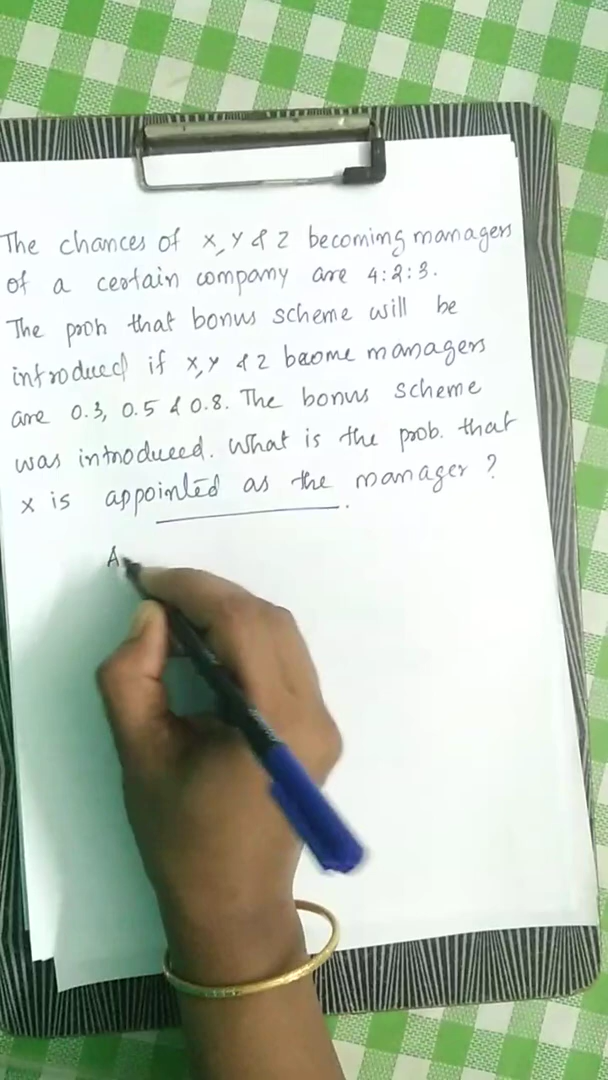 The chances of x, y & z becoming managers
of a certain company are 4:2:3.
The prob that bonus scheme will be
introduced if x, y & z become managers
are 0.3, 0.5 & 0.8. The bonus scheme
was introduced. What is the prob. that
x is appointed as the manager ?
A